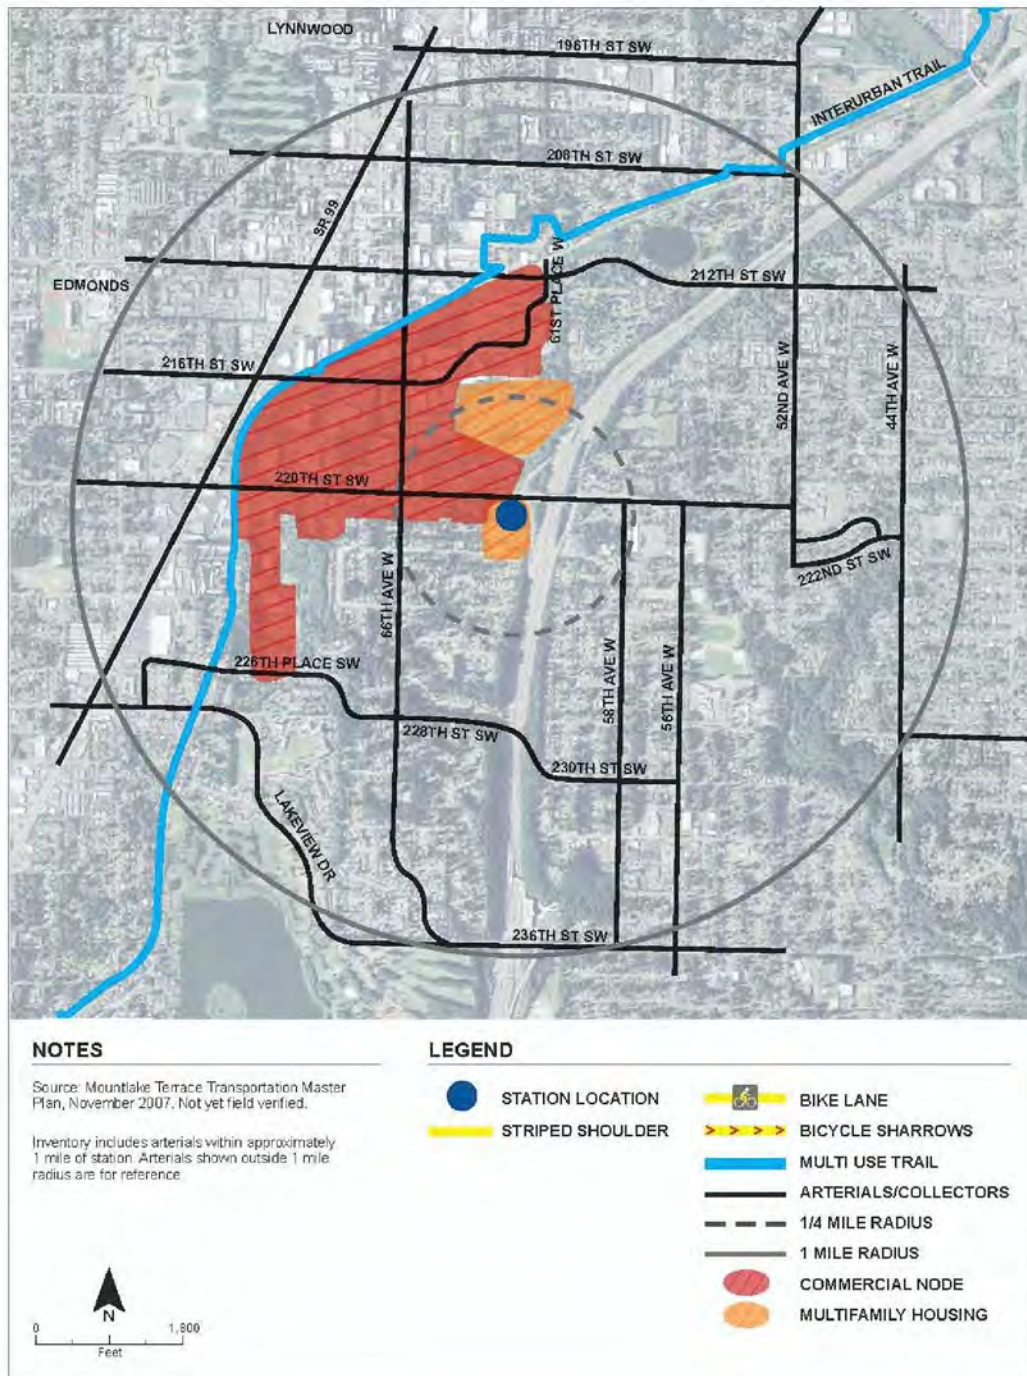 LYNNWOOD
196TH ST SW
INTERURBAN TRAIL
208TH ST SW
SR 99
61ST PLACE W
EDMONDS
212TH ST SW
216TH ST SW
52ND AVE W
44TH AVE W
220TH ST SW
222ND ST SW
66TH AVE W
226TH PLACE SW
58TH AVE W
56TH AVE W
228TH ST SW
230TH ST SW
LAKEVIEW DR
236TH ST SW
NOTES
Source: Mountlake Terrace Transportation Master
Plan, November 2007. Not yet field verified.
Inventory includes arterials within approximately
1 mile of station. Arterials shown outside 1 mile
radius are for reference
N
0 1,800
Feet
LEGEND
STATION LOCATION
STRIPED SHOULDER
BIKE LANE
BICYCLE SHARROWS
MULTI USE TRAIL
ARTERIALS/COLLECTORS
1/4 MILE RADIUS
1 MILE RADIUS
COMMERCIAL NODE
MULTIFAMILY HOUSING